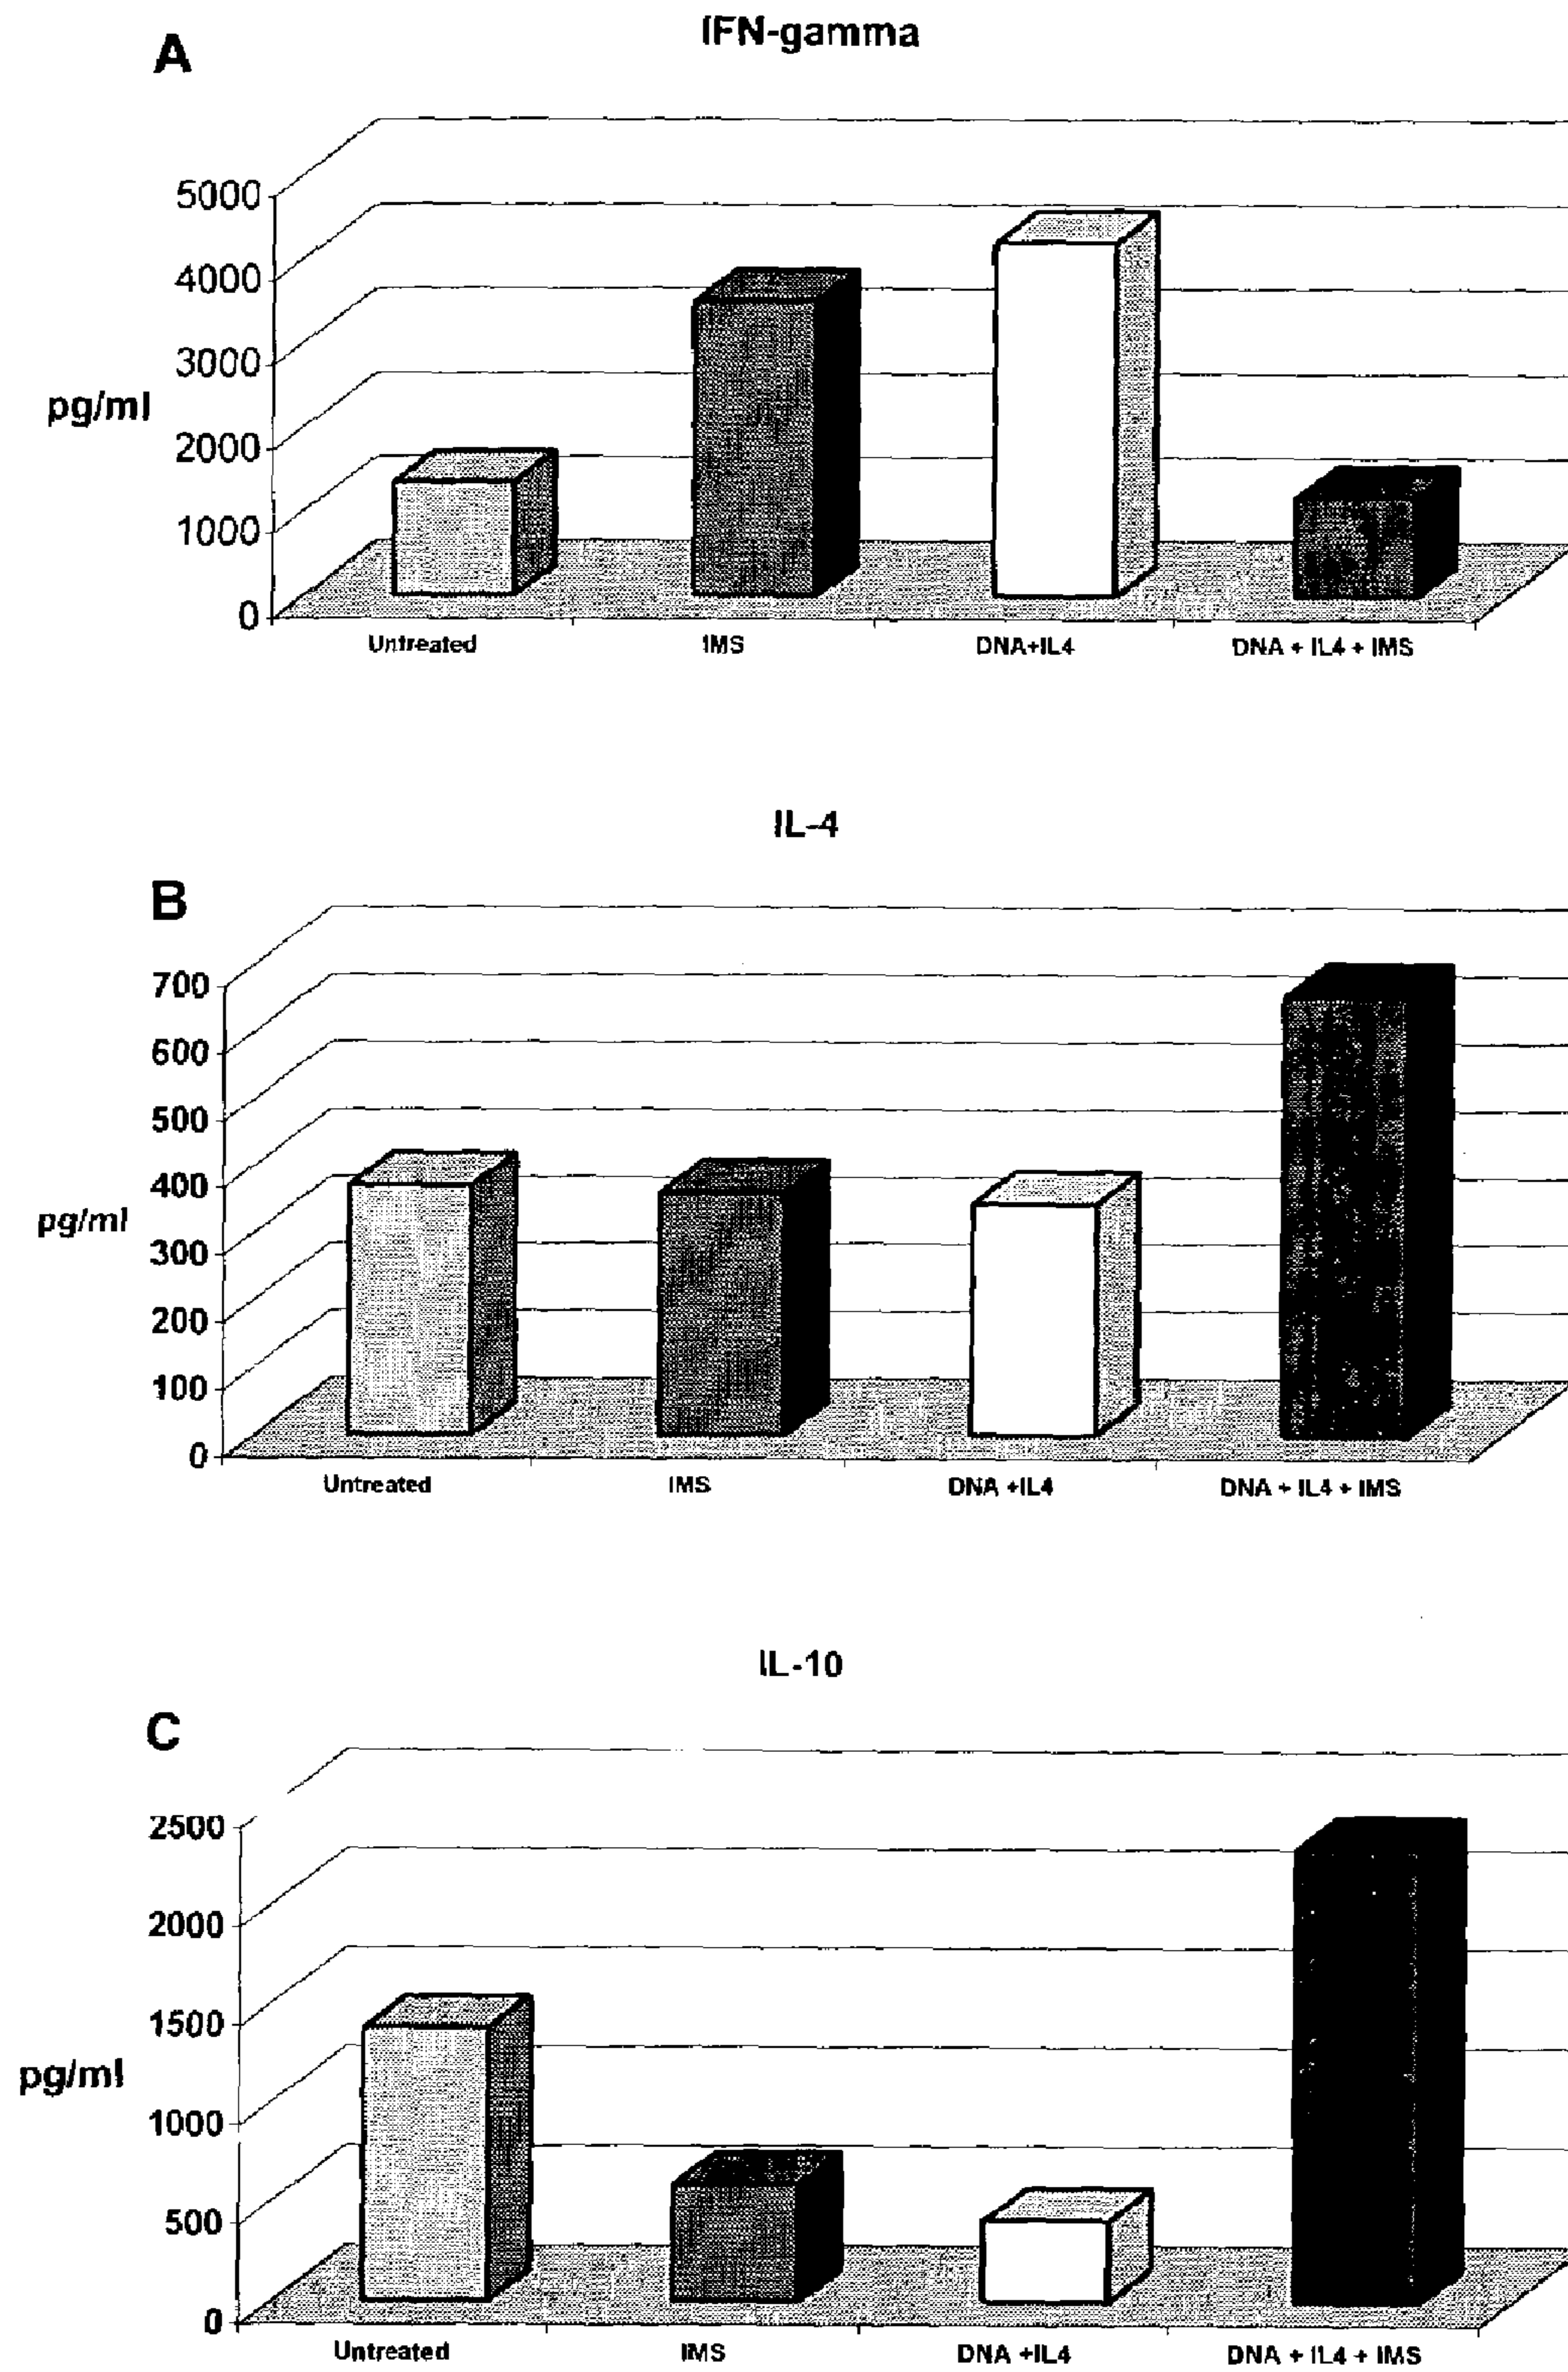 IFN-gamma
A
5000
4000
3000
pg/ml
2000
1000
0
Untreated IMS DNA+IL4 DNA + IL4 + IMS
IL-4
B
700
600
500
400
pg/ml
300
200
100
0
Untreated IMS DNA +IL4 DNA + IL4 + IMS
IL-10
C
2500
2000
1500
pg/ml
1000
500
0
Untreated IMS DNA +IL4 DNA + IL4 + IMS